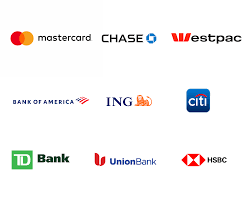 mastercard
CHASE
Westpac
BANK OF AMERICA
ING
citi
TD Bank
UnionBank
HSBC